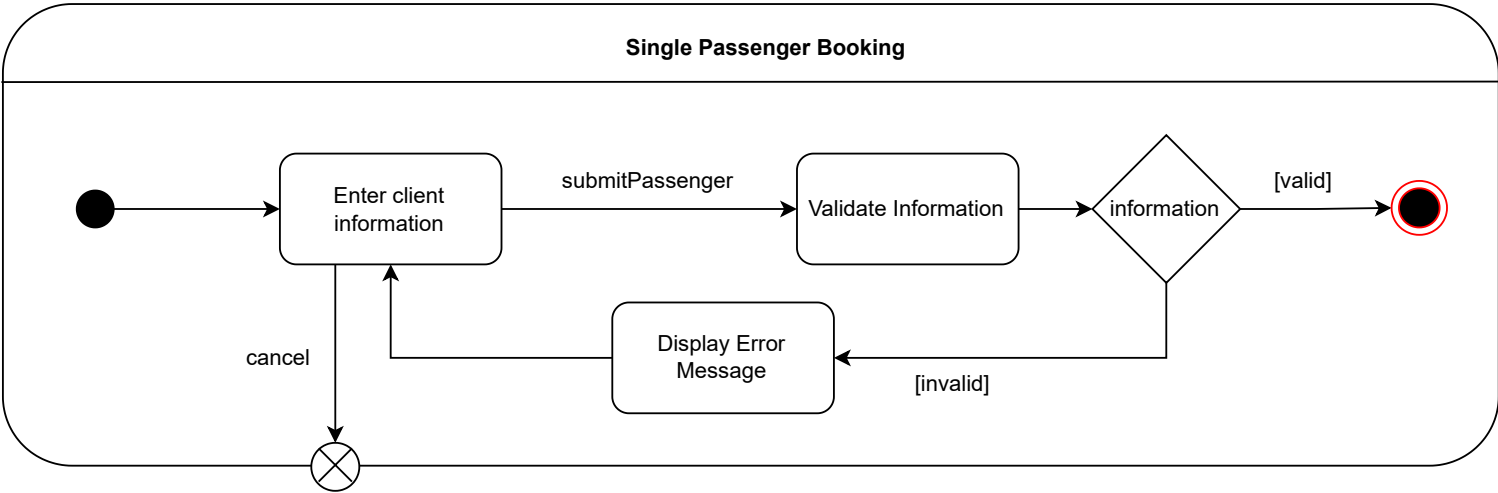 Single Passenger Booking
Enter client
information
submitPassenger
Validate Information
information
[valid]
cancel
Display Error
Message
[invalid]